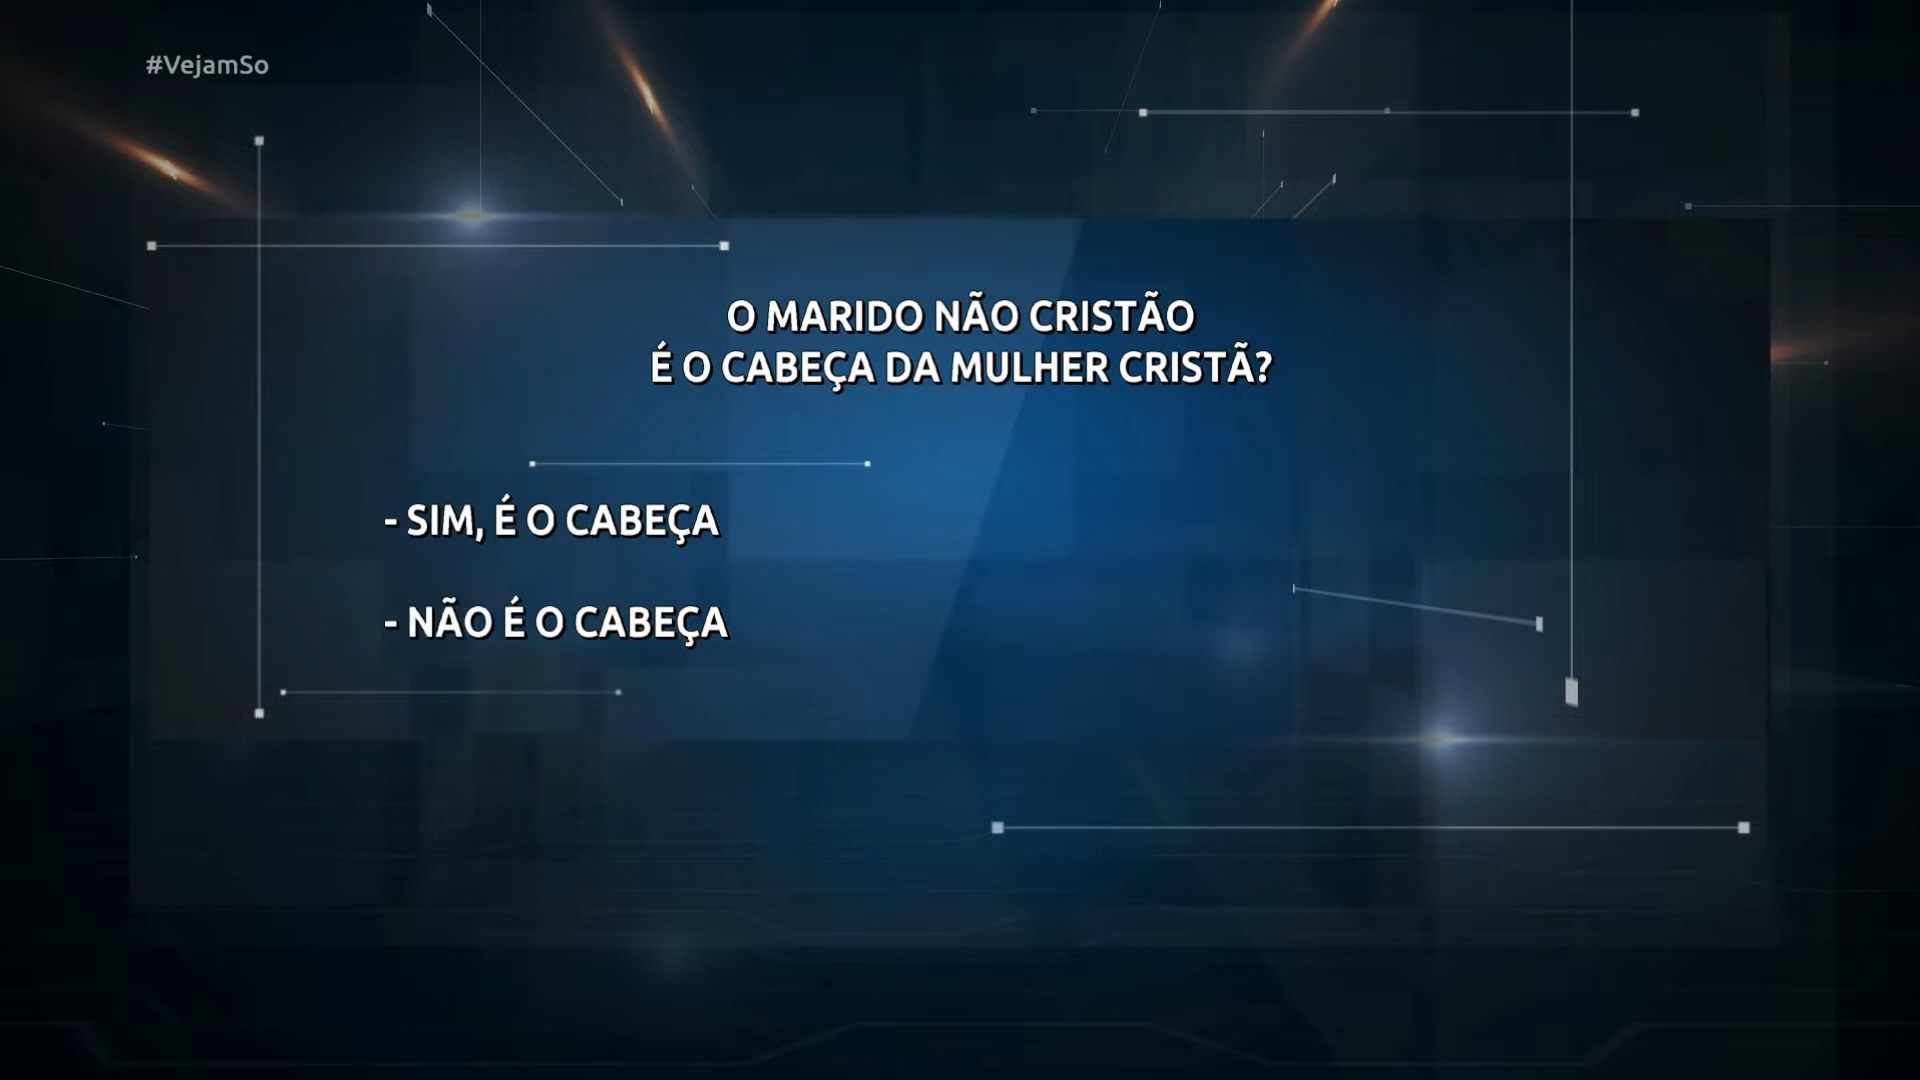 #VejamSo
O MARIDO NÃO CRISTÃO
É O CABEÇA DA MULHER CRISTÃ?
- SIM, É O CABEÇA
- NÃO É O CABEÇA